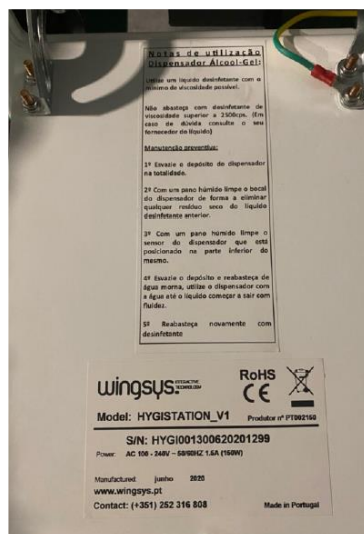 Notas de utilização
Dispensador Álcool-Gel:
Utilize um líquido desinfetante com o
mínimo de viscosidade possível.
Não abasteça com desinfetante de
viscosidade superior a 2500cps. (Em
caso de dúvida consulte o seu
fornecedor de líquido)
Manutenção preventiva:
1º Esvazie o depósito do dispensador
na totalidade.
2º Com um pano húmido limpe o bocal
do dispensador de forma a eliminar
qualquer resíduo seco do líquido
desinfetante anterior.
3º Com um pano húmido limpe o
sensor do dispensador que está
posicionado na parte inferior do
mesmo.
4º Esvazie o depósito e reabasteça de
água morna, utilize o dispensador com
a água até o líquido começar a sair com
fluidez.
5º Reabasteça novamente com
desinfetante
wingsys INTERACTIVE TECHNOLOGY
RoHS
CE
Model: HYGISTATION_V1
Produtor nº PT002150
S/N: HYGI001300620201299
Power: AC 100 - 240V ~ 50/60HZ 1.5A (150W)
Manufactured junho 2020
www.wingsys.pt
Contact: (+351) 252 316 808
Made in Portugal